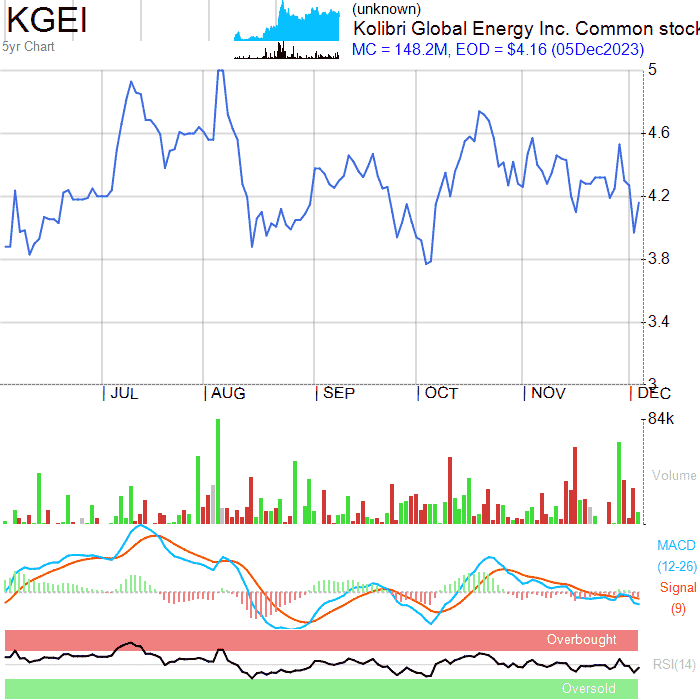 KGEI
5yr Chart
(unknown)
Kolibri Global Energy Inc. Common stock
MC = 148.2M, EOD = $4.16 (05Dec2023)
5
4.6
4.2
3.8
3.4
3
JUL
AUG
SEP
OCT
NOV
DEC
84k
Volume
MACD
(12-26)
Signal
(9)
Overbought
RSI(14)
Oversold